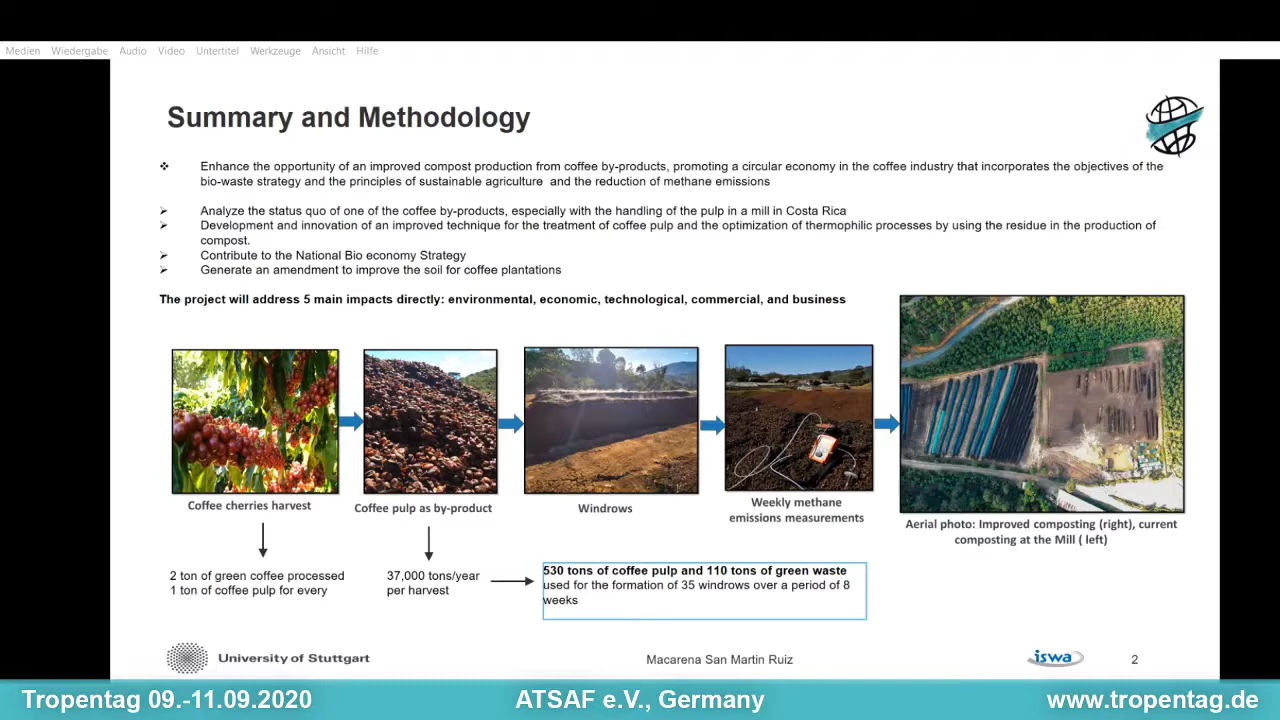 Medien Wiedergabe Audio Video Untertitel Werkzeuge Ansicht Hilfe
Summary and Methodology
❖ Enhance the opportunity of an improved compost production from coffee by-products, promoting a circular economy in the coffee industry that incorporates the objectives of the
bio-waste strategy and the principles of sustainable agriculture and the reduction of methane emissions
➢ Analyze the status quo of one of the coffee by-products, especially with the handling of the pulp in a mill in Costa Rica
➢ Development and innovation of an improved technique for the treatment of coffee pulp and the optimization of thermophilic processes by using the residue in the production of
compost.
➢ Contribute to the National Bio economy Strategy
➢ Generate an amendment to improve the soil for coffee plantations
The project will address 5 main impacts directly: environmental, economic, technological, commercial, and business
Coffee cherries harvest
Coffee pulp as by-product
Windrows
Weekly methane
emissions measurements
Aerial photo: Improved composting (right), current
composting at the Mill ( left)
2 ton of green coffee processed
1 ton of coffee pulp for every
37,000 tons/year
per harvest
530 tons of coffee pulp and 110 tons of green waste
used for the formation of 35 windrows over a period of 8
weeks
University of Stuttgart
Macarena San Martin Ruiz
iswa
2
Tropentag 09.-11.09.2020
ATSAF e.V., Germany
www.tropentag.de